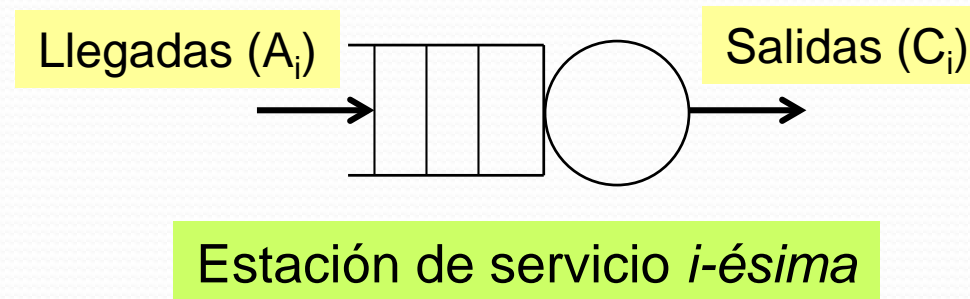 Llegadas (Aᵢ)
Salidas (Cᵢ)
Estación de servicio i-ésima